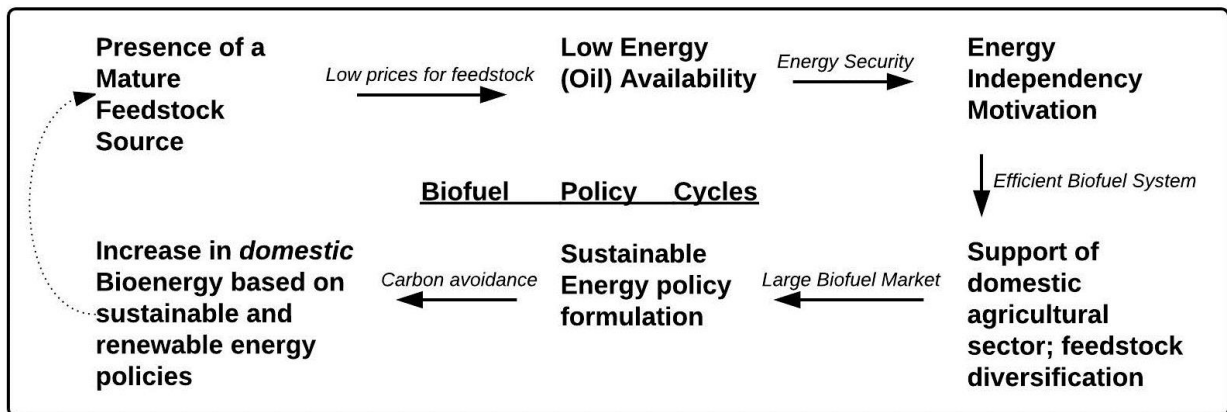 Presence of a
Mature
Feedstock
Source
Low prices for feedstock
Low Energy
(Oil) Availability
Energy Security
Energy
Independency
Motivation
Efficient Biofuel System
Biofuel Policy Cycles
Support of
domestic
agricultural
sector; feedstock
diversification
Large Biofuel Market
Sustainable
Energy policy
formulation
Carbon avoidance
Increase in domestic
Bioenergy based on
sustainable and
renewable energy
policies